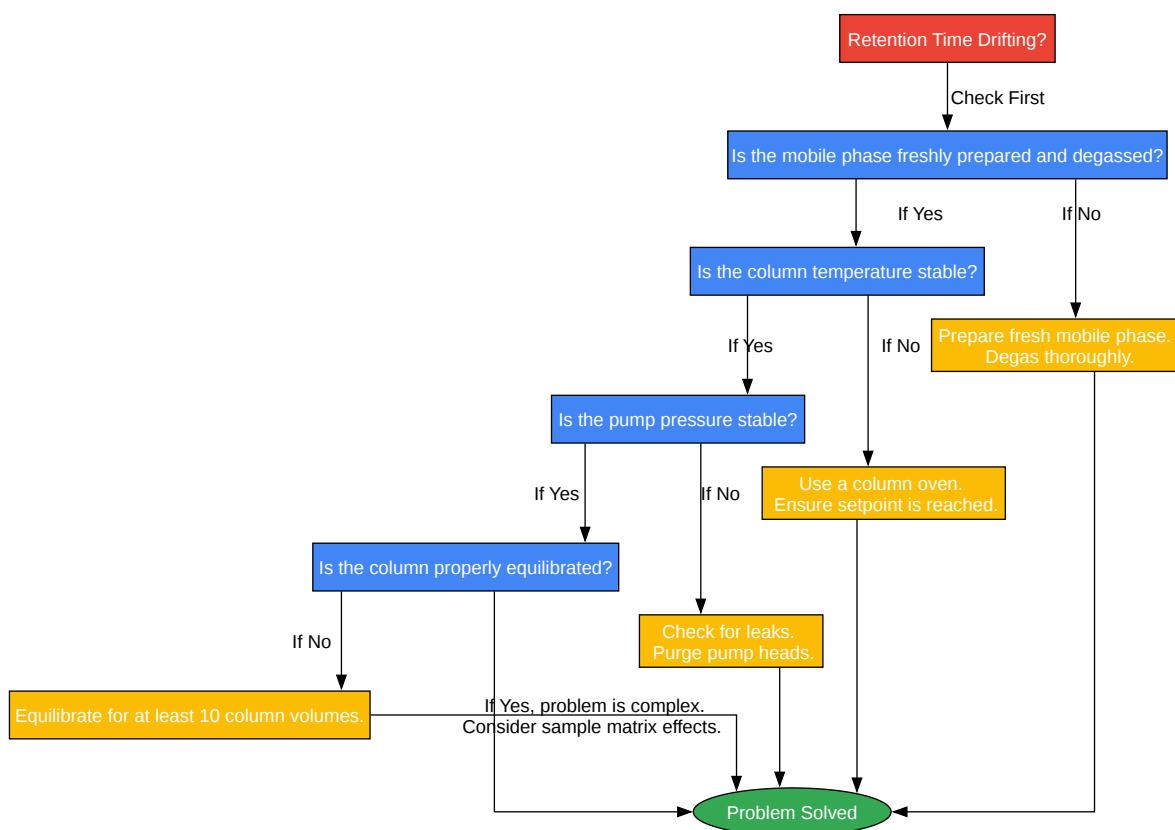 Retention Time Drifting?
Check First
Is the mobile phase freshly prepared and degassed?
If Yes
If No
Is the column temperature stable?
Prepare fresh mobile phase.
Degas thoroughly.
If Yes
If No
Is the pump pressure stable?
Use a column oven.
Ensure setpoint is reached.
If Yes
If No
Is the column properly equilibrated?
Check for leaks.
Purge pump heads.
If No
Equilibrate for at least 10 column volumes.
If Yes, problem is complex.
Consider sample matrix effects.
Problem Solved